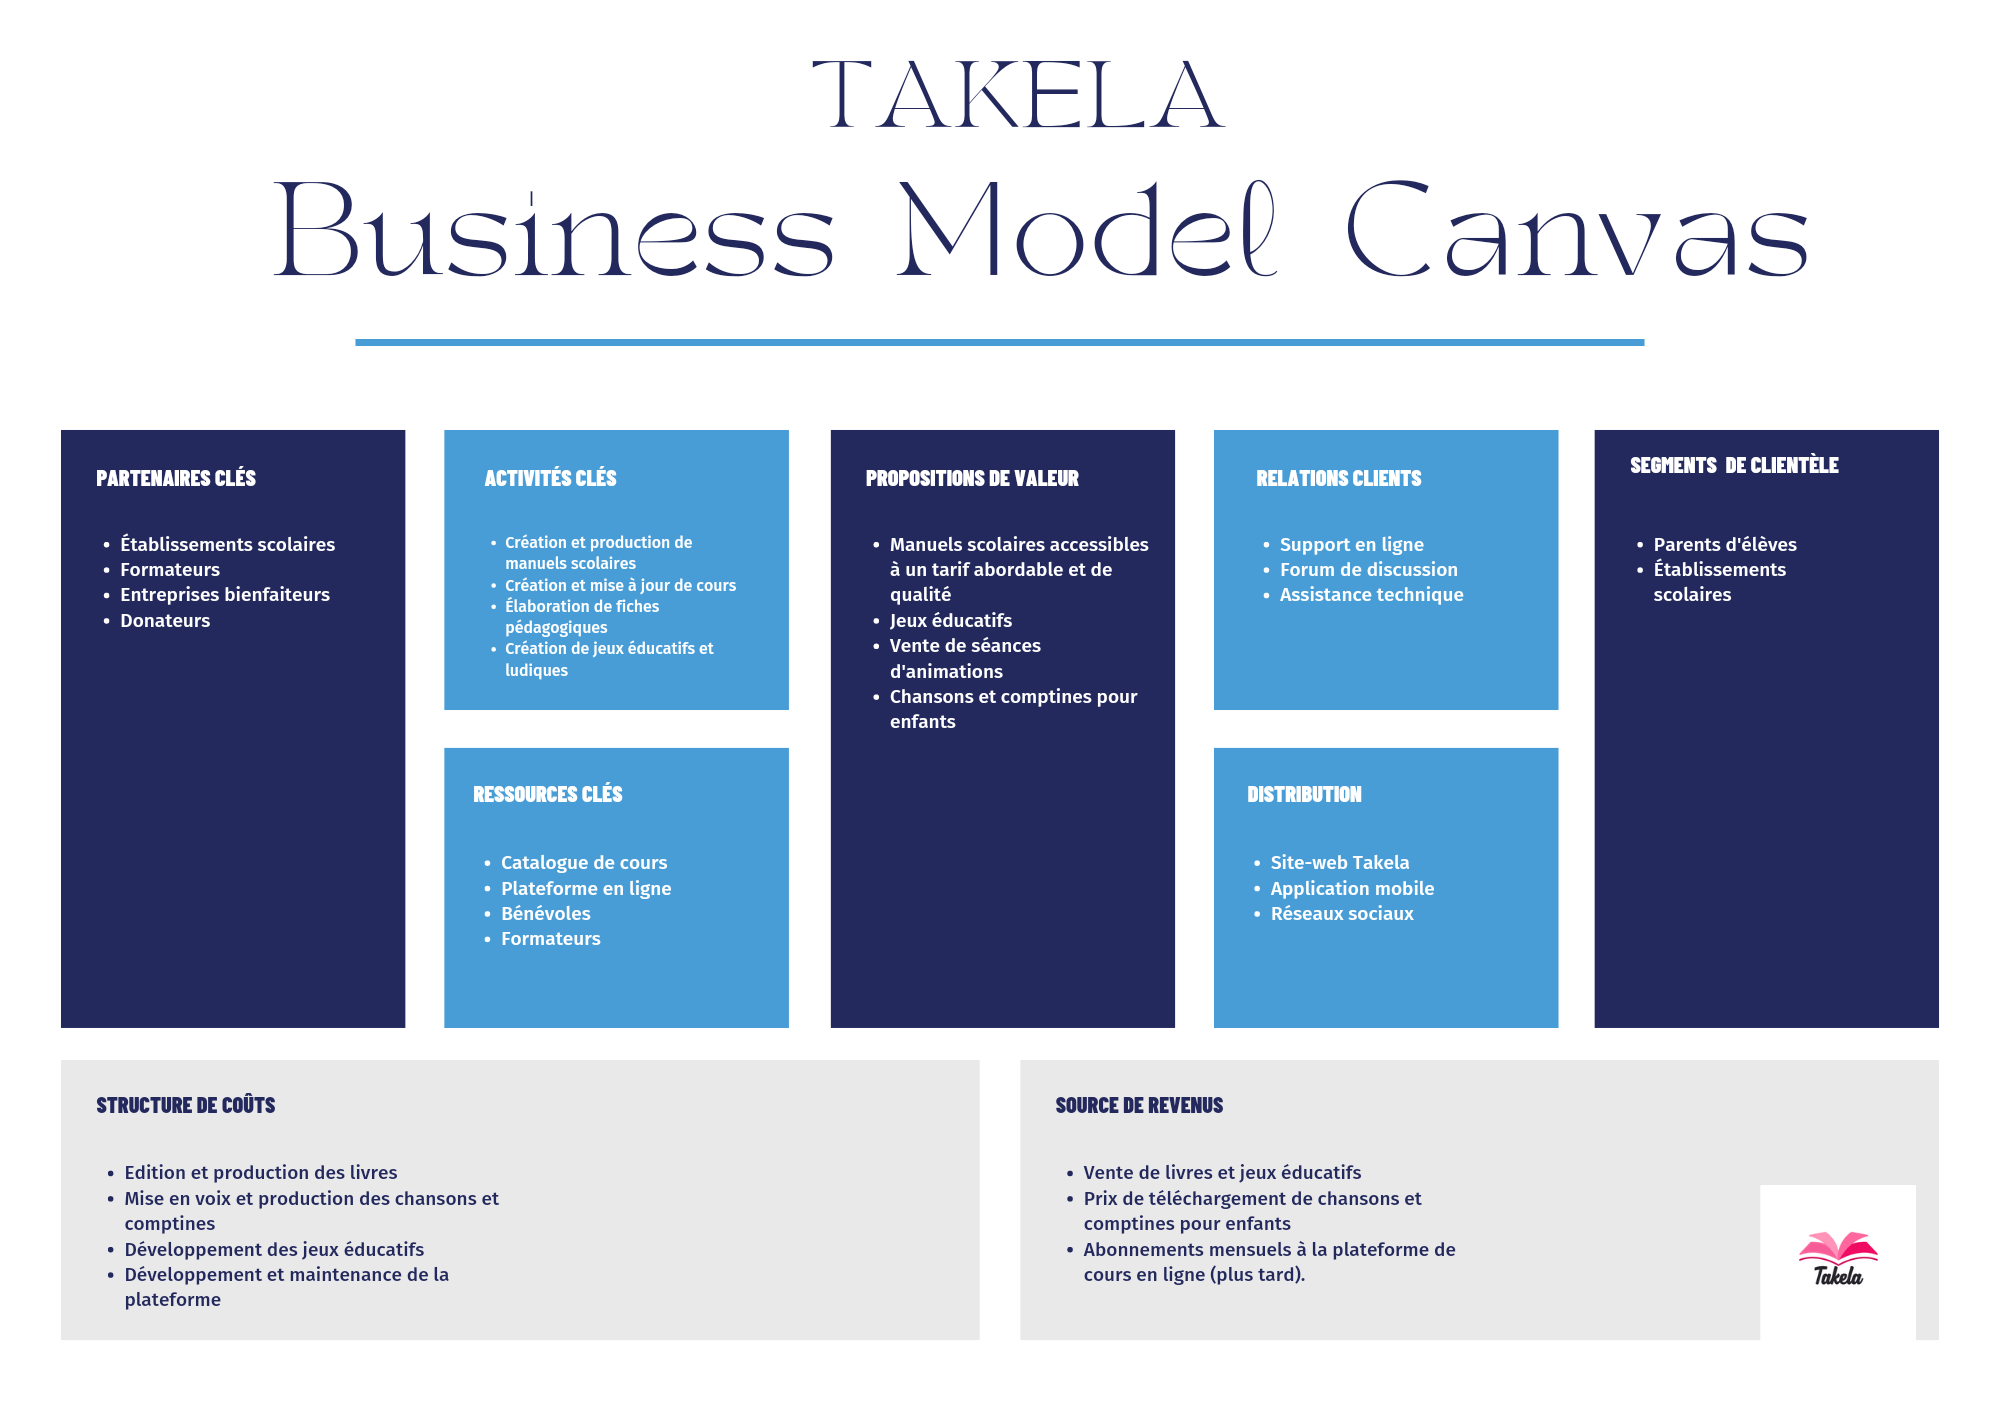 TAKELA
Business Model Canvas
PARTENAIRES CLÉS
• Établissements scolaires
• Formateurs
• Entreprises bienfaiteurs
• Donateurs
ACTIVITÉS CLÉS
• Création et production de
manuels scolaires
• Création et mise à jour de cours
• Élaboration de fiches
pédagogiques
• Création de jeux éducatifs et
ludiques
RESSOURCES CLÉS
• Catalogue de cours
• Plateforme en ligne
• Bénévoles
• Formateurs
PROPOSITIONS DE VALEUR
• Manuels scolaires accessibles
à un tarif abordable et de
qualité
• Jeux éducatifs
• Vente de séances
d'animations
• Chansons et comptines pour
enfants
RELATIONS CLIENTS
• Support en ligne
• Forum de discussion
• Assistance technique
DISTRIBUTION
• Site-web Takela
• Application mobile
• Réseaux sociaux
SEGMENTS DE CLIENTÈLE
• Parents d'élèves
• Établissements
scolaires
STRUCTURE DE COÛTS
• Edition et production des livres
• Mise en voix et production des chansons et
comptines
• Développement des jeux éducatifs
• Développement et maintenance de la
plateforme
SOURCE DE REVENUS
• Vente de livres et jeux éducatifs
• Prix de téléchargement de chansons et
comptines pour enfants
• Abonnements mensuels à la plateforme de
cours en ligne (plus tard).
Takela